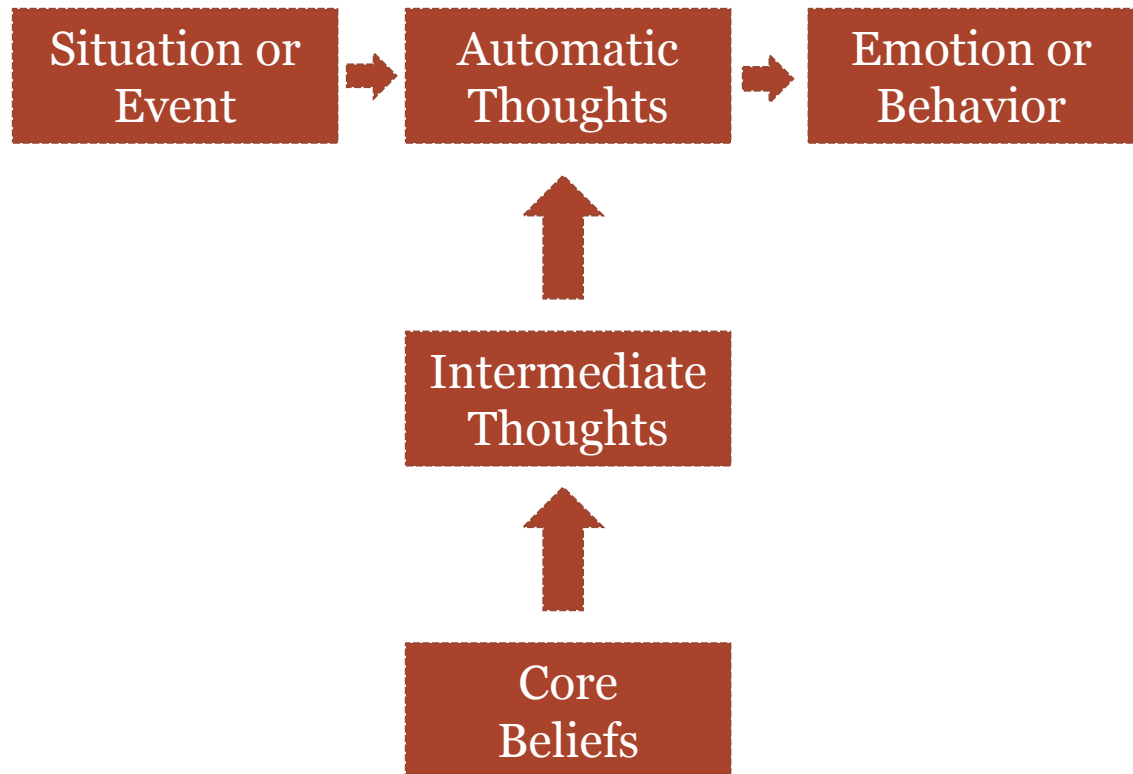 Situation or
Event
Automatic
Thoughts
Emotion or
Behavior
Intermediate
Thoughts
Core
Beliefs